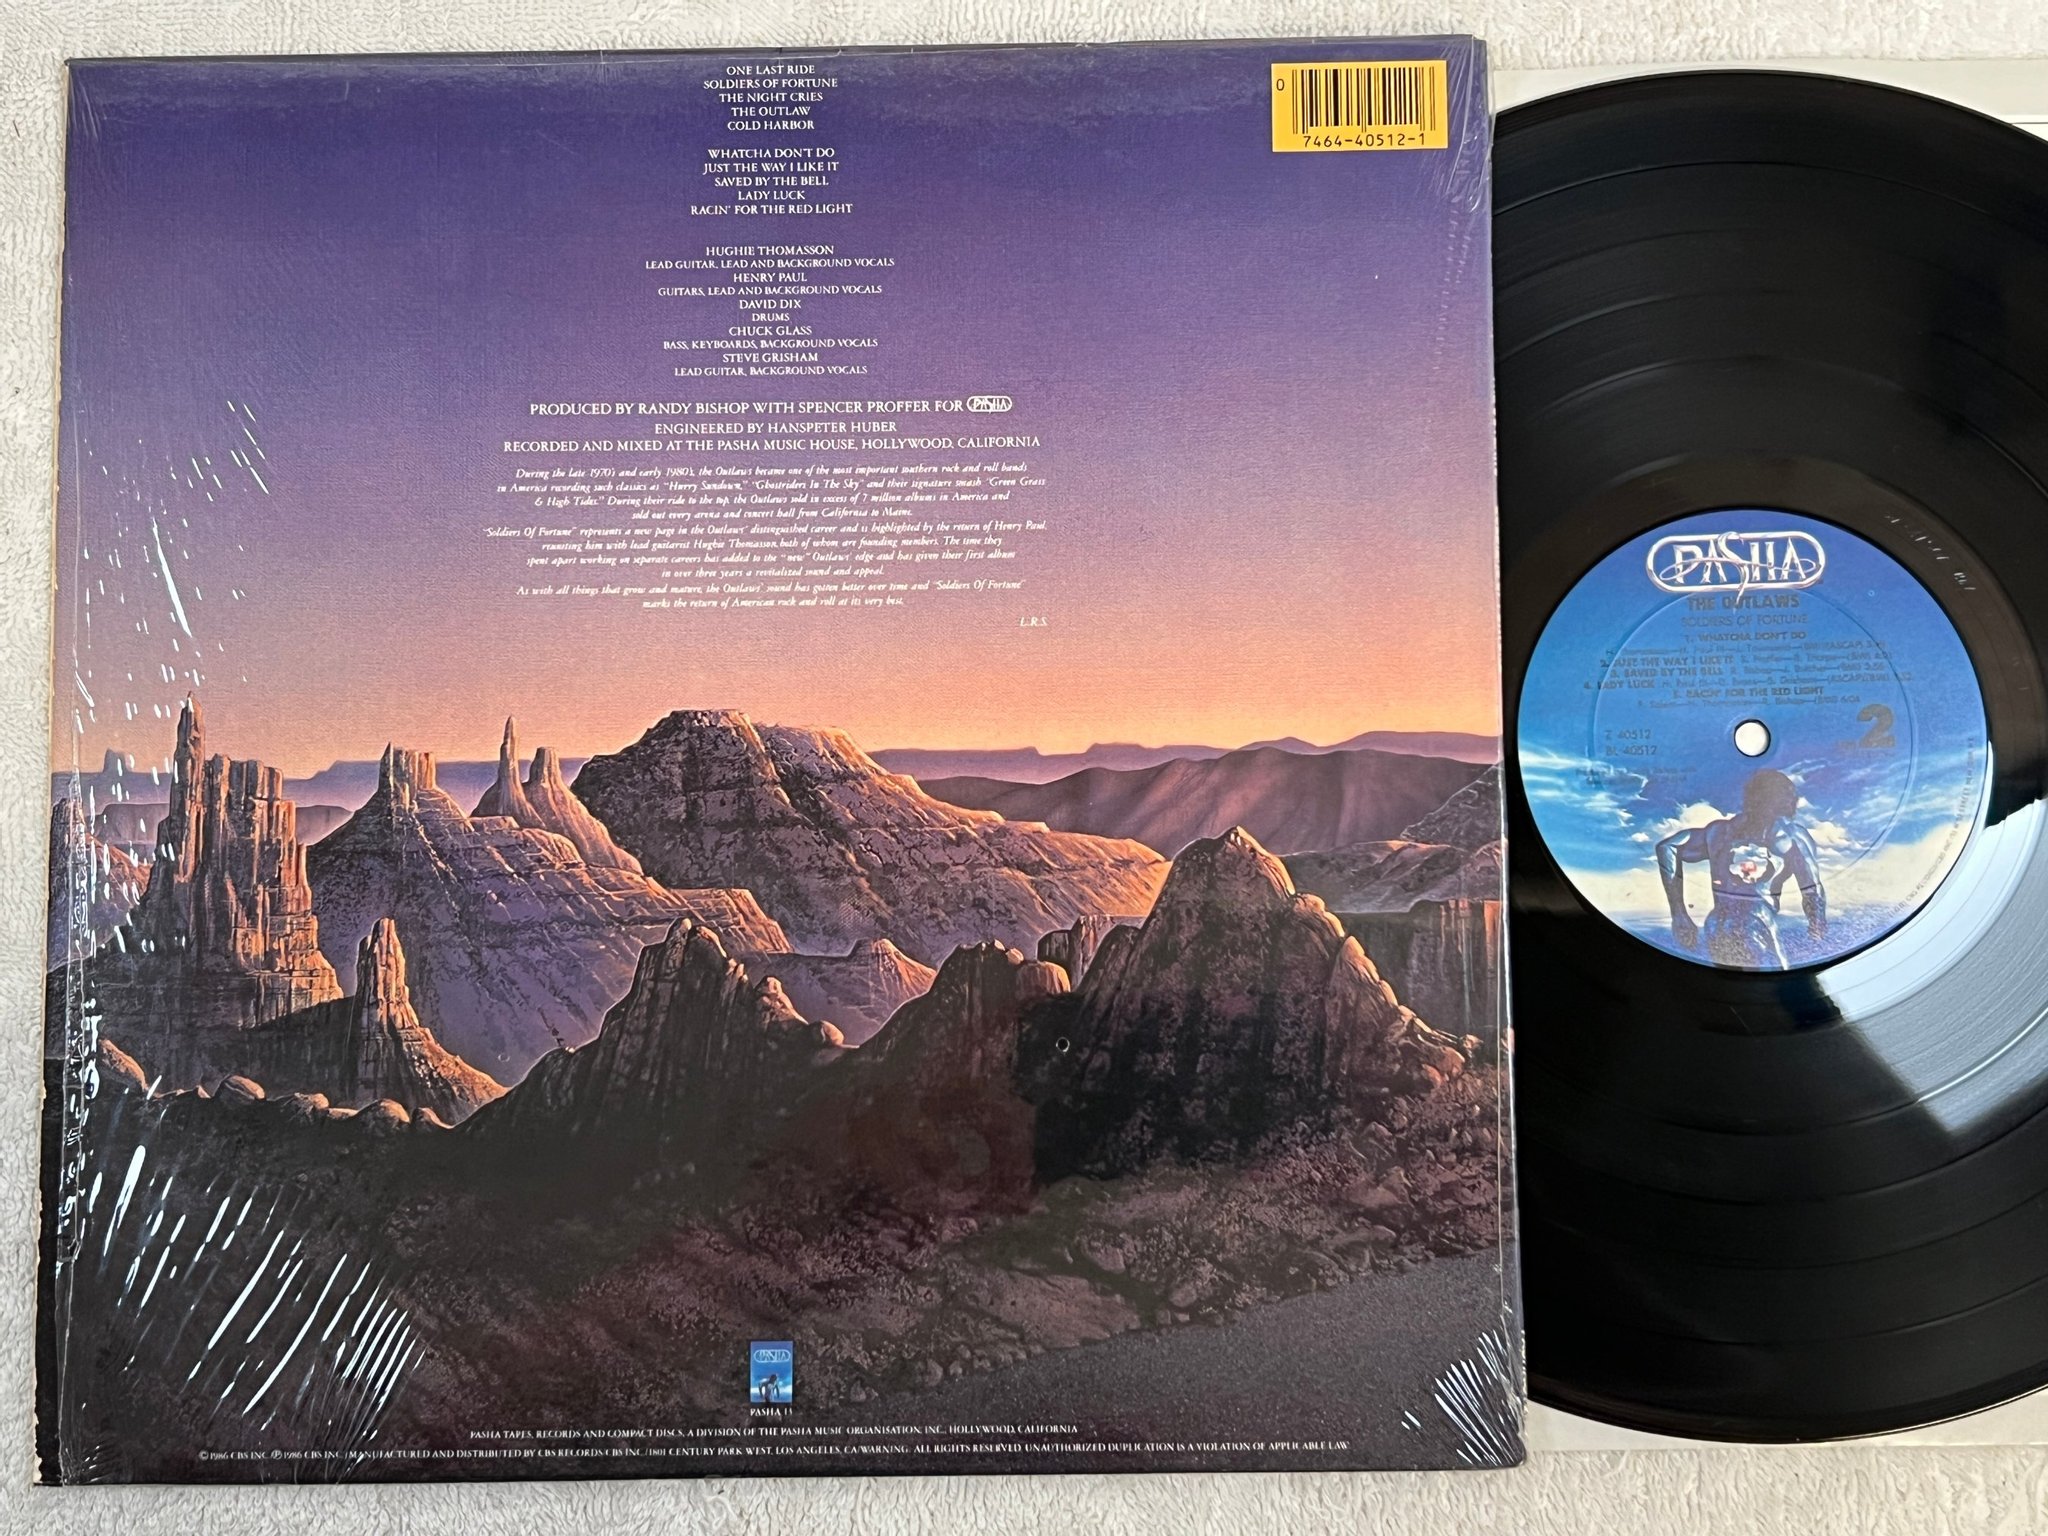 ONE LAST RIDE
SOLDIERS OF FORTUNE
THE NIGHT CRIES
THE OUTLAW
COLD HARBOR
WHATCHA DON'T DO
JUST THE WAY I LIKE IT
SAVED BY THE BELL
LADY LUCK
RACIN' FOR THE RED LIGHT
HUGHIE THOMASSON
LEAD GUITAR, LEAD AND BACKGROUND VOCALS
HENRY PAUL
GUITARS, LEAD AND BACKGROUND VOCALS
DAVID DIX
DRUMS
CHUCK GLASS
BASS, KEYBOARDS, BACKGROUND VOCALS
STEVE GRISHAM
LEAD GUITAR, BACKGROUND VOCALS
PRODUCED BY RANDY BISHOP WITH SPENCER PROFFER FOR PASHA
ENGINEERED BY HANSPETER HUBER
RECORDED AND MIXED AT THE PASHA MUSIC HOUSE, HOLLYWOOD, CALIFORNIA
During the late 1970's and early 1980's, the Outlaws became one of the most important southern rock and roll bands
in America recording such classics as "Hurry Sundown," "Ghostriders In The Sky" and their signature smash "Green Grass
& High Tides." During their ride to the top, the Outlaws sold in excess of 7 million albums in America and
sold out every arena and concert hall from California to Maine.
"Soldiers Of Fortune" represents a new page in the Outlaws' distinguished career and is highlighted by the return of Henry Paul,
reuniting him with lead guitarist Hughie Thomasson, both of whom are founding members. The time they
spent apart working on separate careers has added to the "new" Outlaws' edge and has given their first album
in over three years a revitalized sound and appeal.
As with all things that grow and mature, the Outlaws' sound has gotten better over time and "Soldiers Of Fortune"
marks the return of American rock and roll at its very best.
L.R.S.
0 7464-40512-1
PASHA
PASHA 13
PASHA TAPES, RECORDS AND COMPACT DISCS, A DIVISION OF THE PASHA MUSIC ORGANISATION, INC., HOLLYWOOD, CALIFORNIA
© 1986 CBS INC./℗ 1986 CBS INC./MANUFACTURED AND DISTRIBUTED BY CBS RECORDS/CBS INC./1801 CENTURY PARK WEST, LOS ANGELES, CA/WARNING: ALL RIGHTS RESERVED. UNAUTHORIZED DUPLICATION IS A VIOLATION OF APPLICABLE LAW
PASHA
THE OUTLAWS
SOLDIERS OF FORTUNE
1. WHATCHA DON'T DO
2. JUST THE WAY I LIKE IT
3. SAVED BY THE BELL
4. LADY LUCK
5. RACIN' FOR THE RED LIGHT
Z 40512
BL 40512
2